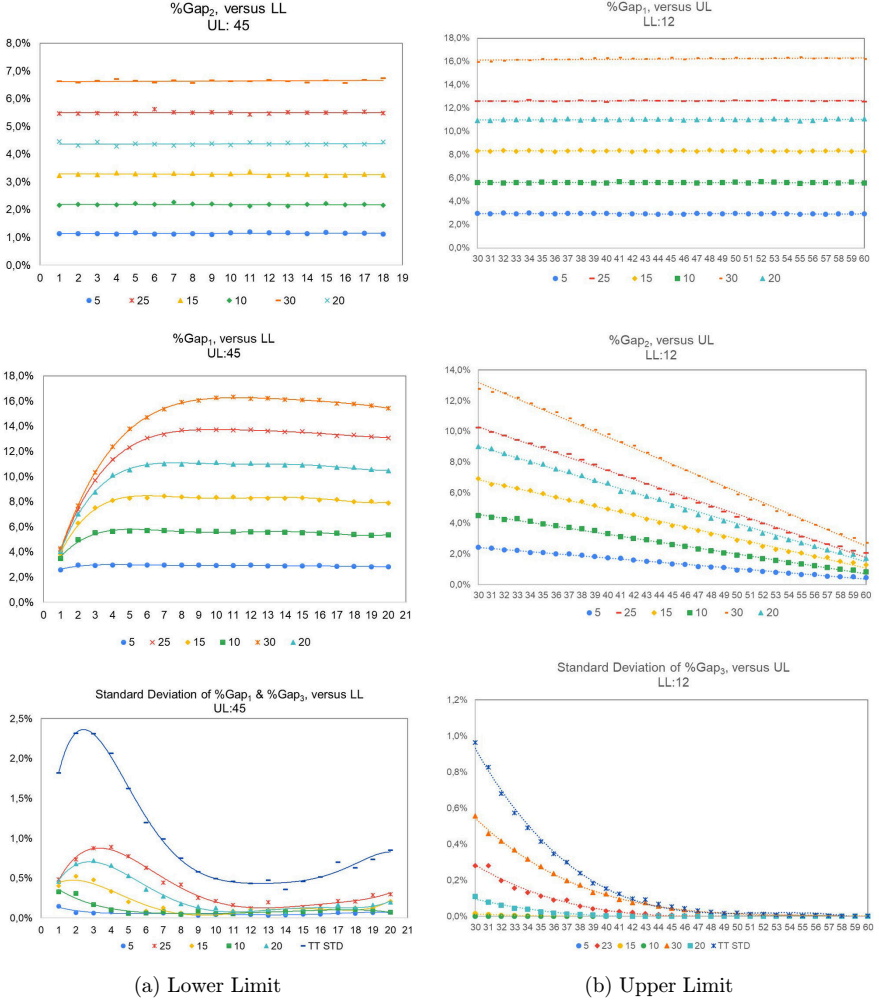 %Gap2, versus LL
UL: 45
8,0%
7,0%
6,0%
5,0%
4,0%
3,0%
2,0%
1,0%
0,0%
0 1 2 3 4 5 6 7 8 9 10 11 12 13 14 15 16 17 18 19
5 25 15 10 30 20
%Gap1, versus UL
LL:12
18,0%
16,0%
14,0%
12,0%
10,0%
8,0%
6,0%
4,0%
2,0%
0,0%
30 31 32 33 34 35 36 37 38 39 40 41 42 43 44 45 46 47 48 49 50 51 52 53 54 55 56 57 58 59 60
5 25 15 10 30 20
%Gap1, versus LL
UL:45
18,0%
16,0%
14,0%
12,0%
10,0%
8,0%
6,0%
4,0%
2,0%
0,0%
0 1 2 3 4 5 6 7 8 9 10 11 12 13 14 15 16 17 18 19 20 21
5 25 15 10 30 20
%Gap2, versus UL
LL:12
14,0%
12,0%
10,0%
8,0%
6,0%
4,0%
2,0%
0,0%
30 31 32 33 34 35 36 37 38 39 40 41 42 43 44 45 46 47 48 49 50 51 52 53 54 55 56 57 58 59 60
5 25 15 10 30 20
Standard Deviation of %Gap1 & %Gap3, versus LL
UL:45
2,5%
2,0%
1,5%
1,0%
0,5%
0,0%
0 1 2 3 4 5 6 7 8 9 10 11 12 13 14 15 16 17 18 19 20 21
5 25 15 10 20 TT STD
Standard Deviation of %Gap3, versus UL
LL:12
1,2%
1,0%
0,8%
0,6%
0,4%
0,2%
0,0%
30 31 32 33 34 35 36 37 38 39 40 41 42 43 44 45 46 47 48 49 50 51 52 53 54 55 56 57 58 59 60
5 23 15 10 30 20 TT STD
(a) Lower Limit
(b) Upper Limit